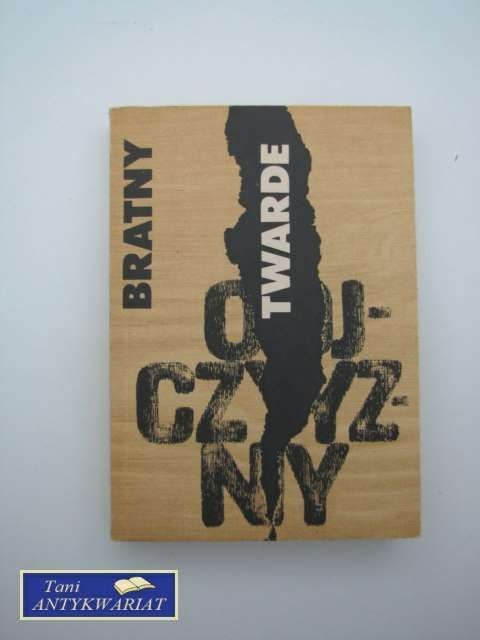 BRATNY
TWARDE
OJ-
CZYZ-
NY
Tani
ANTYKWARIAT